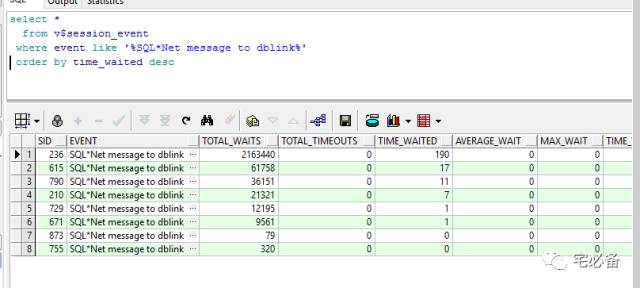 SQL Output Statistics
select *
from v$session_event
where event like '%SQL*Net message to dblink%'
order by time_waited desc
SID EVENT TOTAL_WAITS TOTAL_TIMEOUTS TIME_WAITED AVERAGE_WAIT MAX_WAIT TIME_
1 236 SQL*Net message to dblink ··· 2163440 0 190 0 0
2 615 SQL*Net message to dblink ··· 61758 0 17 0 0
3 790 SQL*Net message to dblink ··· 36151 0 11 0 0
4 210 SQL*Net message to dblink ··· 21321 0 7 0 0
5 729 SQL*Net message to dblink ··· 12195 0 1 0 0
6 671 SQL*Net message to dblink ··· 9561 0 1 0 0
7 873 SQL*Net message to dblink ··· 79 0 0 0 0
8 755 SQL*Net message to dblink ··· 320 0 0 0 0
宅必备